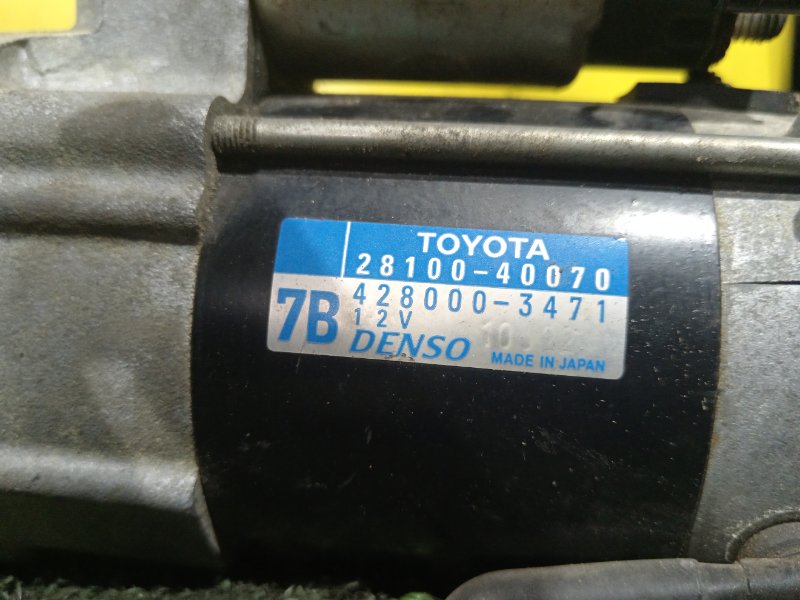 TOYOTA
28100-40070
7B
428000-3471
12V
DENSO
MADE IN JAPAN